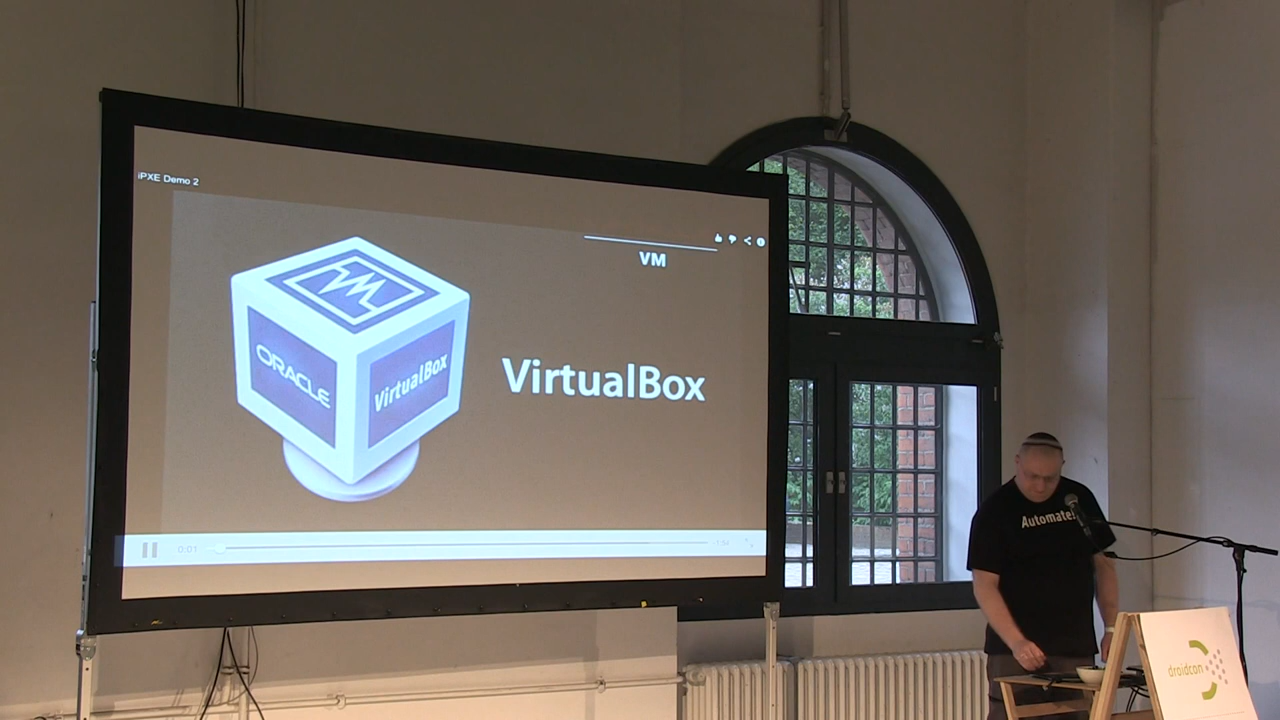 iPXE Demo 2
VM
ORACLE
VirtualBox
VirtualBox
0:01
Automate!
droidcon